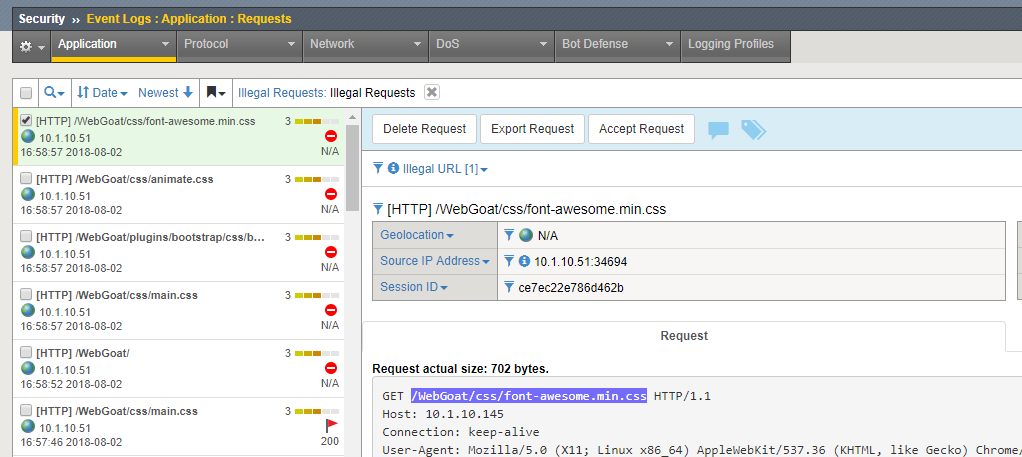 Security » Event Logs : Application : Requests
Application Protocol Network DoS Bot Defense Logging Profiles
Date Newest Illegal Requests: Illegal Requests
[HTTP] /WebGoat/css/font-awesome.min.css 3
10.1.10.51
16:58:57 2018-08-02 N/A
[HTTP] /WebGoat/css/animate.css 3
10.1.10.51
16:58:57 2018-08-02 N/A
[HTTP] /WebGoat/plugins/bootstrap/css/b... 3
10.1.10.51
16:58:57 2018-08-02 N/A
[HTTP] /WebGoat/css/main.css 3
10.1.10.51
16:58:57 2018-08-02 N/A
[HTTP] /WebGoat/ 3
10.1.10.51
16:58:52 2018-08-02 N/A
[HTTP] /WebGoat/css/main.css 3
10.1.10.51
16:57:46 2018-08-02 200
Delete Request Export Request Accept Request
Illegal URL [1]
[HTTP] /WebGoat/css/font-awesome.min.css
Geolocation N/A
Source IP Address 10.1.10.51:34694
Session ID ce7ec22e786d462b
Request
Request actual size: 702 bytes.
GET /WebGoat/css/font-awesome.min.css HTTP/1.1
Host: 10.1.10.145
Connection: keep-alive
User-Agent: Mozilla/5.0 (X11; Linux x86_64) AppleWebKit/537.36 (KHTML, like Gecko) Chrome/